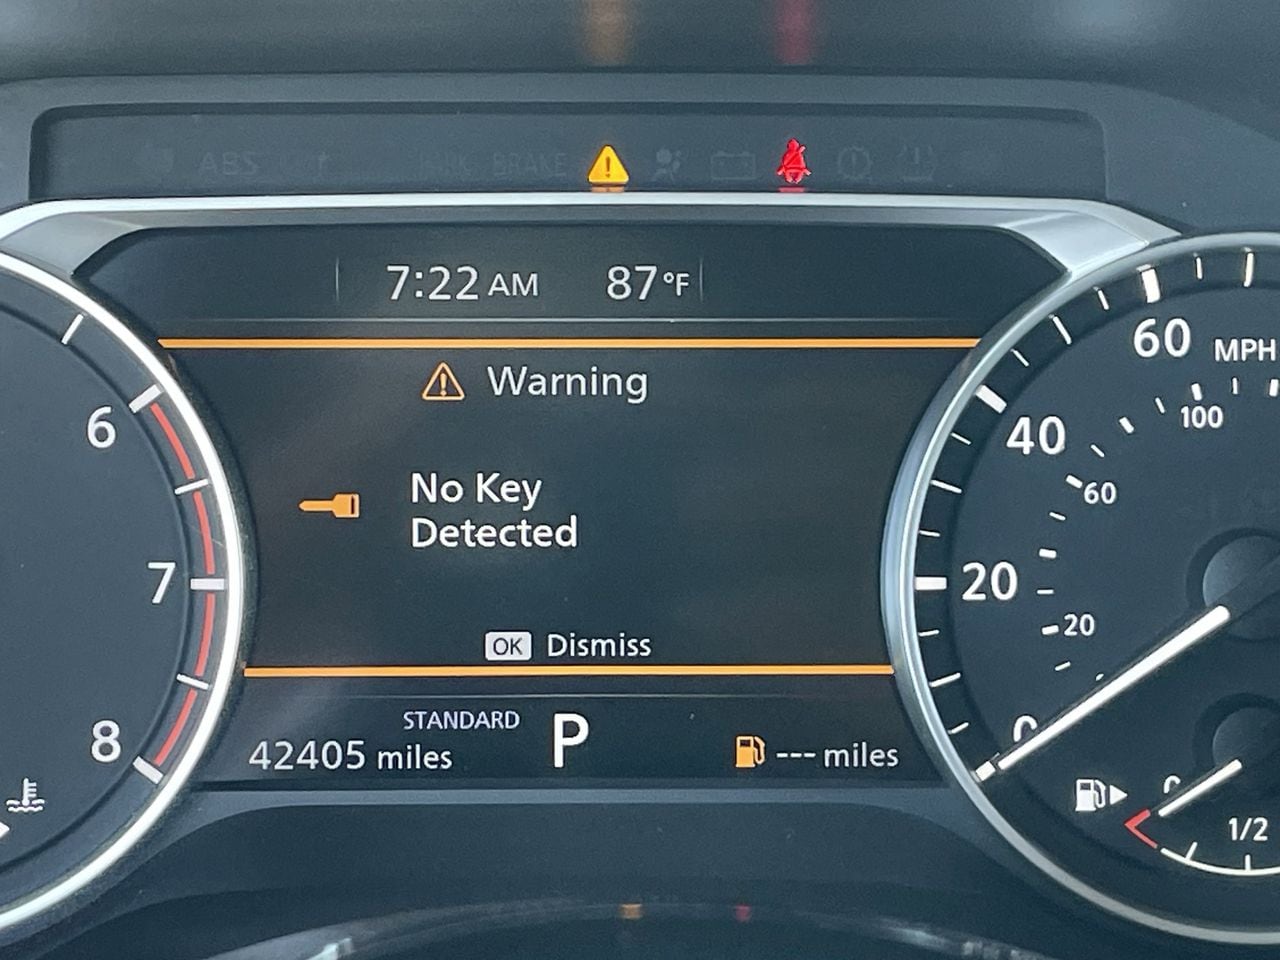 ABS
BRAKE
7:22 AM 87°F
60
MPH
Warning
100
6
40
No Key
60
Detected
7
20
20
OK Dismiss
STANDARD
P
8
0
42405 miles
--- miles
1/2